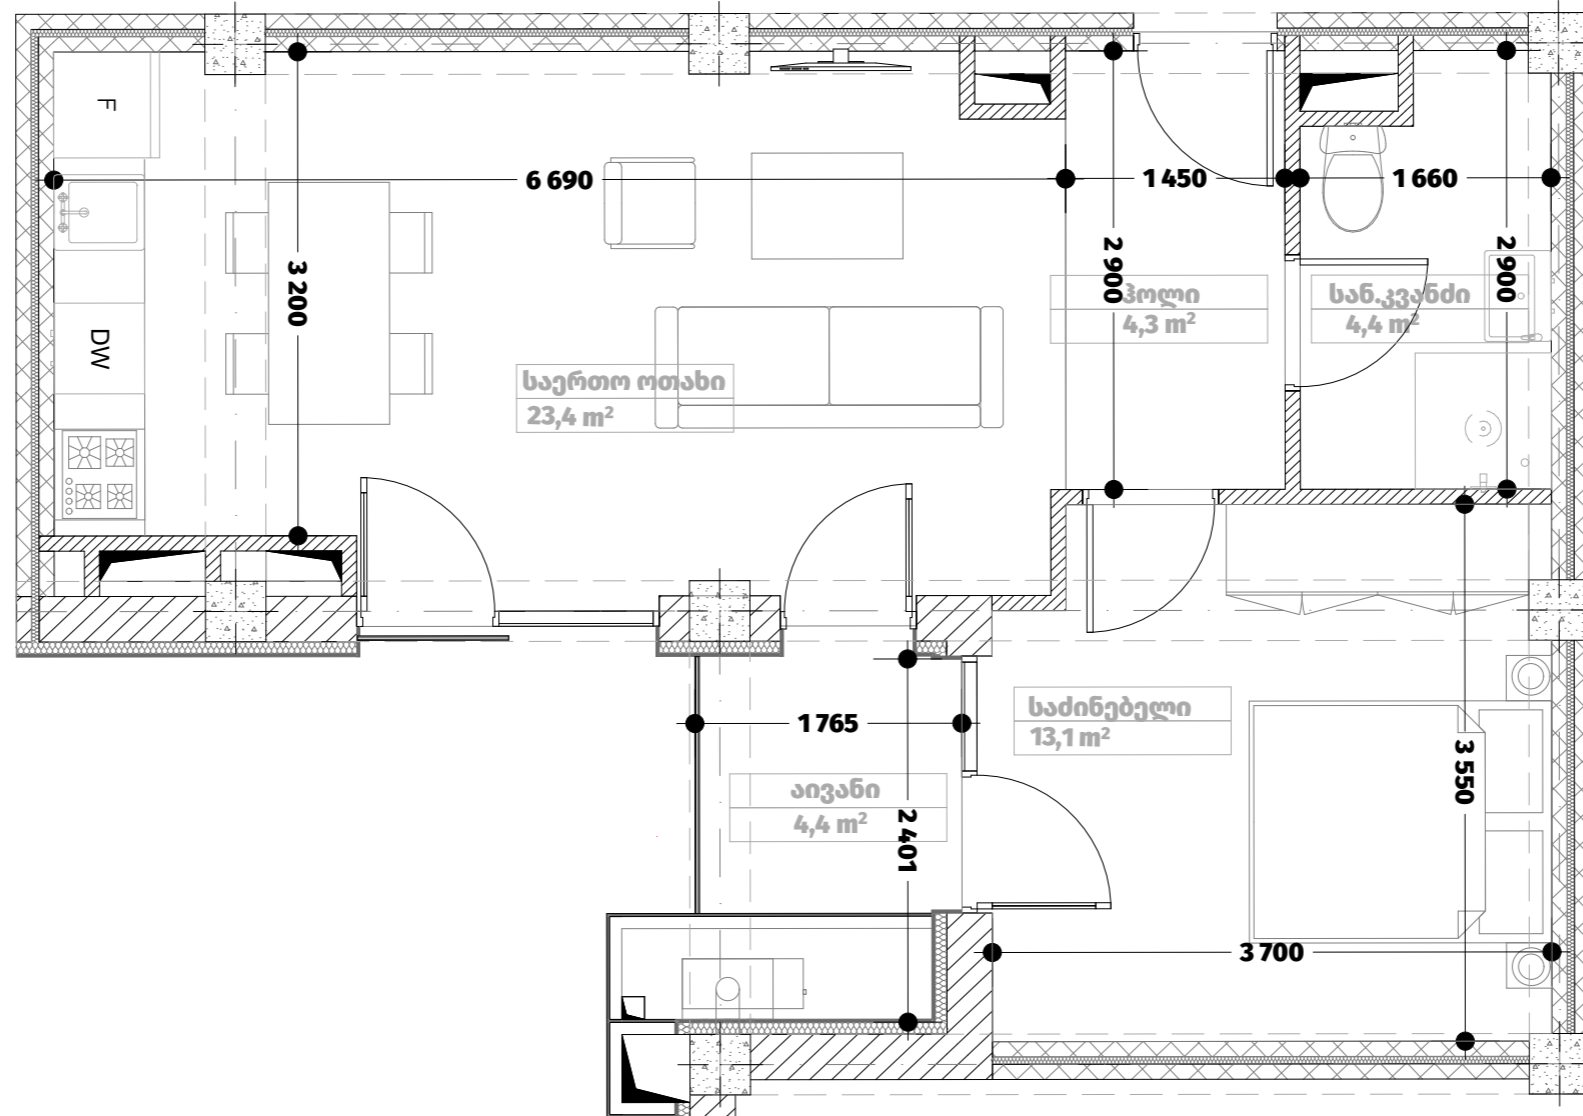 F
6 690
1 450
1 660
3 200
2 900
2 900
ჰოლი
4,3 m²
სან.კვანძი
4,4 m²
DW
საერთო ოთახი
23,4 m²
საძინებელი
13,1 m²
1 765
3 550
აივანი
4,4 m²
2 401
3 700